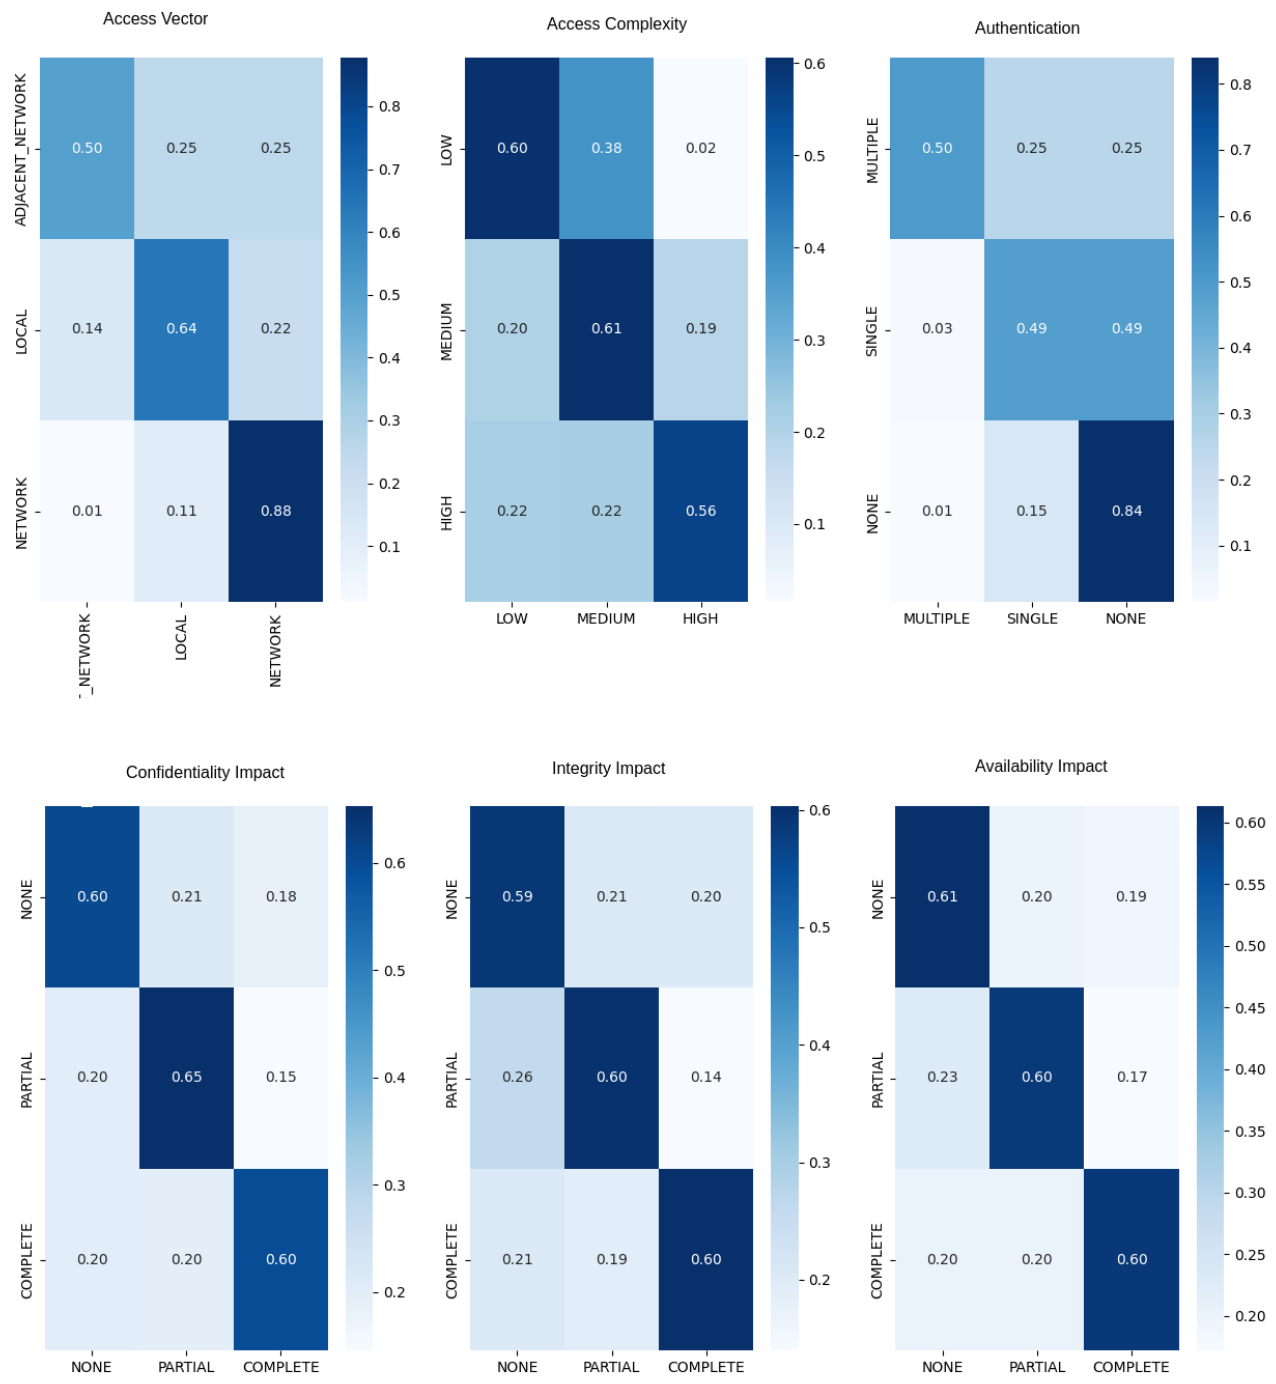 Access Vector
ADJACENT_NETWORK
LOCAL
NETWORK
0.50 0.25 0.25
0.14 0.64 0.22
0.01 0.11 0.88
T_NETWORK
LOCAL
NETWORK
0.8
0.7
0.6
0.5
0.4
0.3
0.2
0.1
Access Complexity
LOW
MEDIUM
HIGH
0.60 0.38 0.02
0.20 0.61 0.19
0.22 0.22 0.56
LOW MEDIUM HIGH
0.6
0.5
0.4
0.3
0.2
0.1
Authentication
MULTIPLE
SINGLE
NONE
0.50 0.25 0.25
0.03 0.49 0.49
0.01 0.15 0.84
MULTIPLE SINGLE NONE
0.8
0.7
0.6
0.5
0.4
0.3
0.2
0.1
Confidentiality Impact
NONE
PARTIAL
COMPLETE
0.60 0.21 0.18
0.20 0.65 0.15
0.20 0.20 0.60
NONE PARTIAL COMPLETE
0.6
0.5
0.4
0.3
0.2
Integrity Impact
NONE
PARTIAL
COMPLETE
0.59 0.21 0.20
0.26 0.60 0.14
0.21 0.19 0.60
NONE PARTIAL COMPLETE
0.6
0.5
0.4
0.3
0.2
Availability Impact
NONE
PARTIAL
COMPLETE
0.61 0.20 0.19
0.23 0.60 0.17
0.20 0.20 0.60
NONE PARTIAL COMPLETE
0.60
0.55
0.50
0.45
0.40
0.35
0.30
0.25
0.20